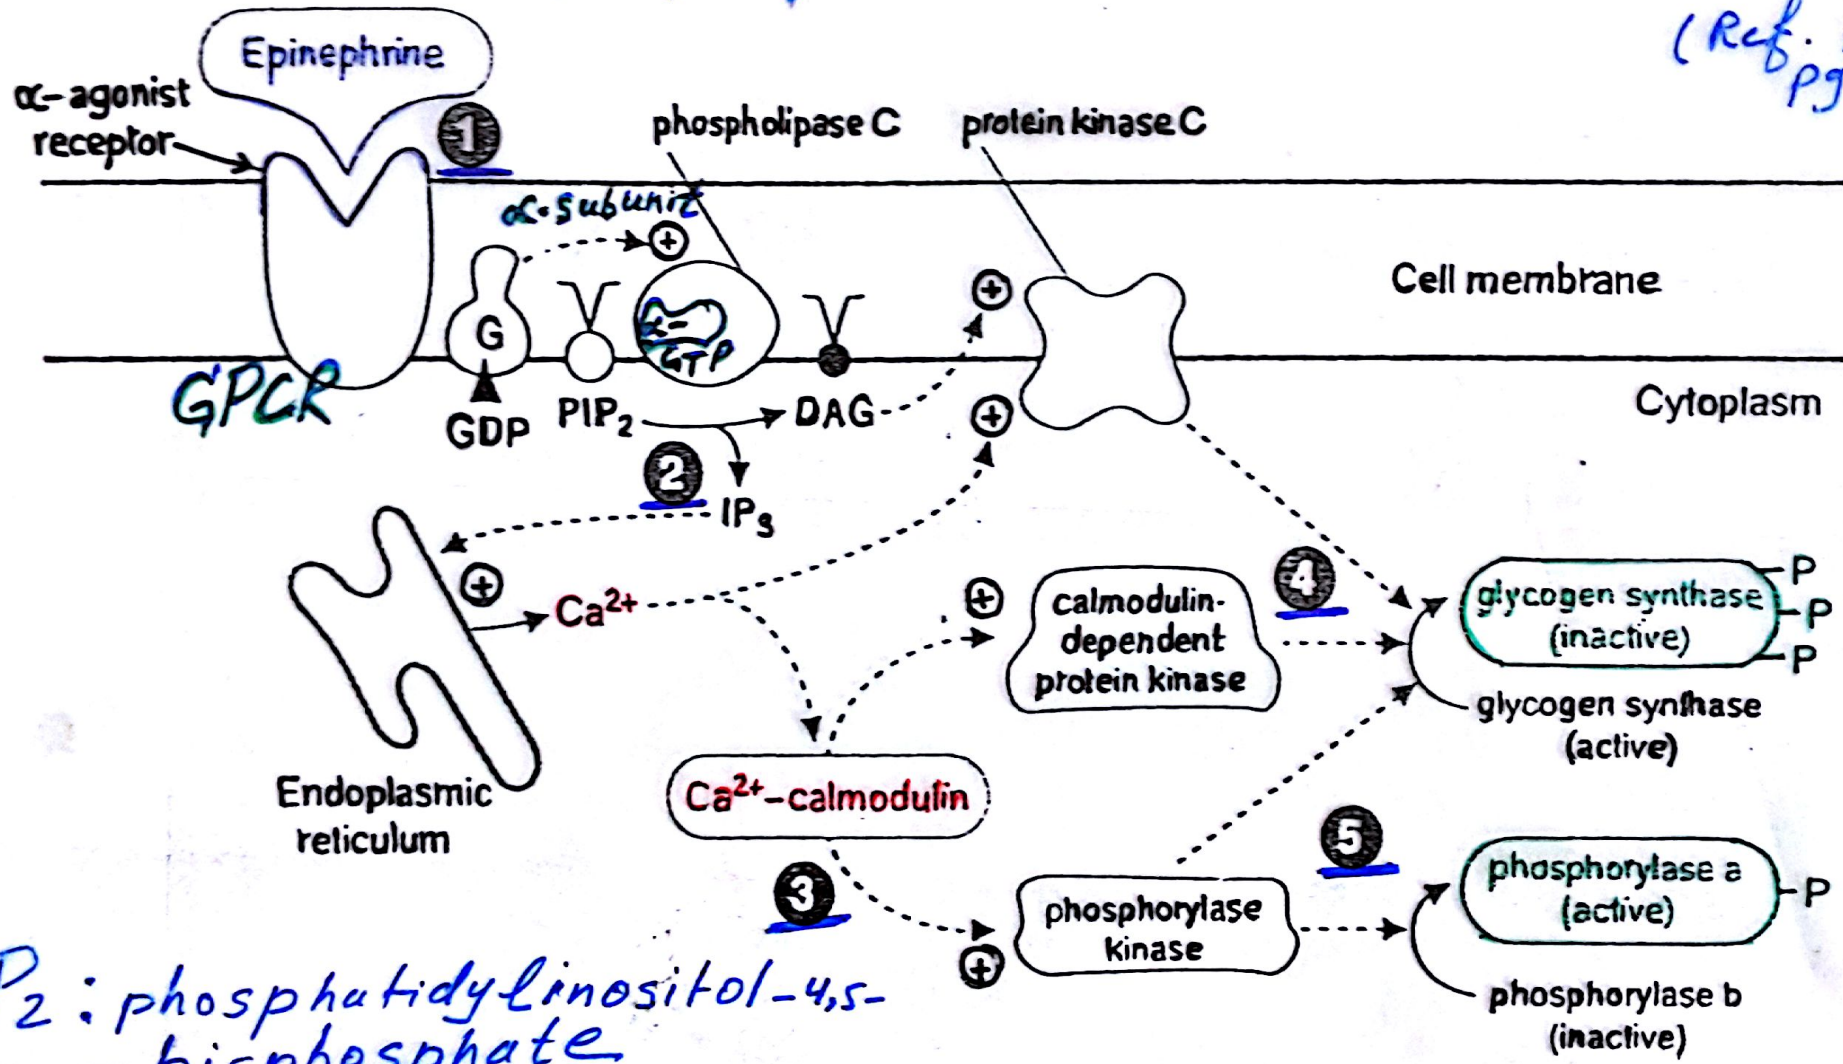 (Ref.
pg
Epinephrine
α-agonist
receptor
1
phospholipase C
protein kinase C
α-subunit
+
Cell membrane
+
G
α-
GTP
GPCR
GDP
PIP₂
DAG
+
Cytoplasm
2
IP₃
+
Ca²⁺
+
calmodulin-
dependent
protein kinase
4
glycogen synthase
(inactive)
P
P
P
glycogen synthase
(active)
Endoplasmic
reticulum
Ca²⁺-calmodulin
3
+
phosphorylase
kinase
5
phosphorylase a
(active)
P
phosphorylase b
(inactive)
P₂: phosphatidylinositol-4,5-
bisphosphate